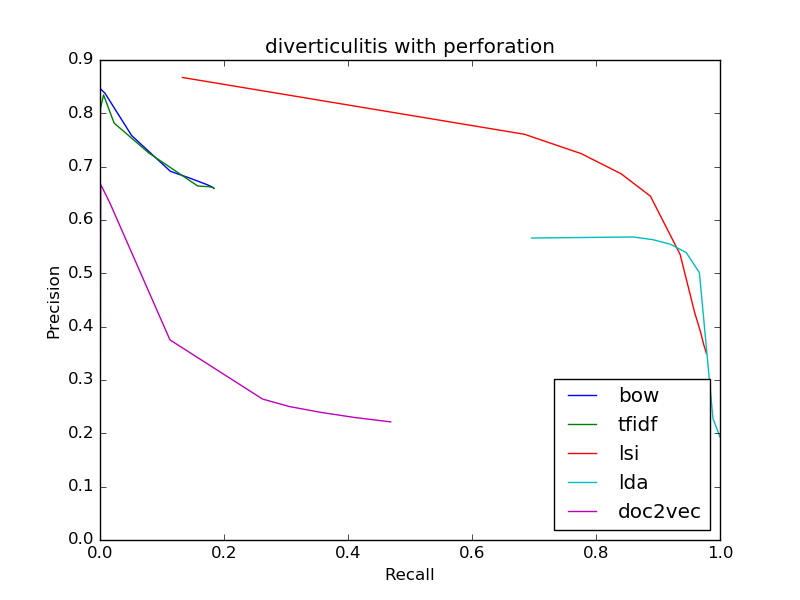 diverticulitis with perforation
0.9
0.8
0.7
0.6
0.5
0.4
0.3
0.2
0.1
0.0
Precision
0.0 0.2 0.4 0.6 0.8 1.0
Recall
bow
tfidf
lsi
lda
doc2vec